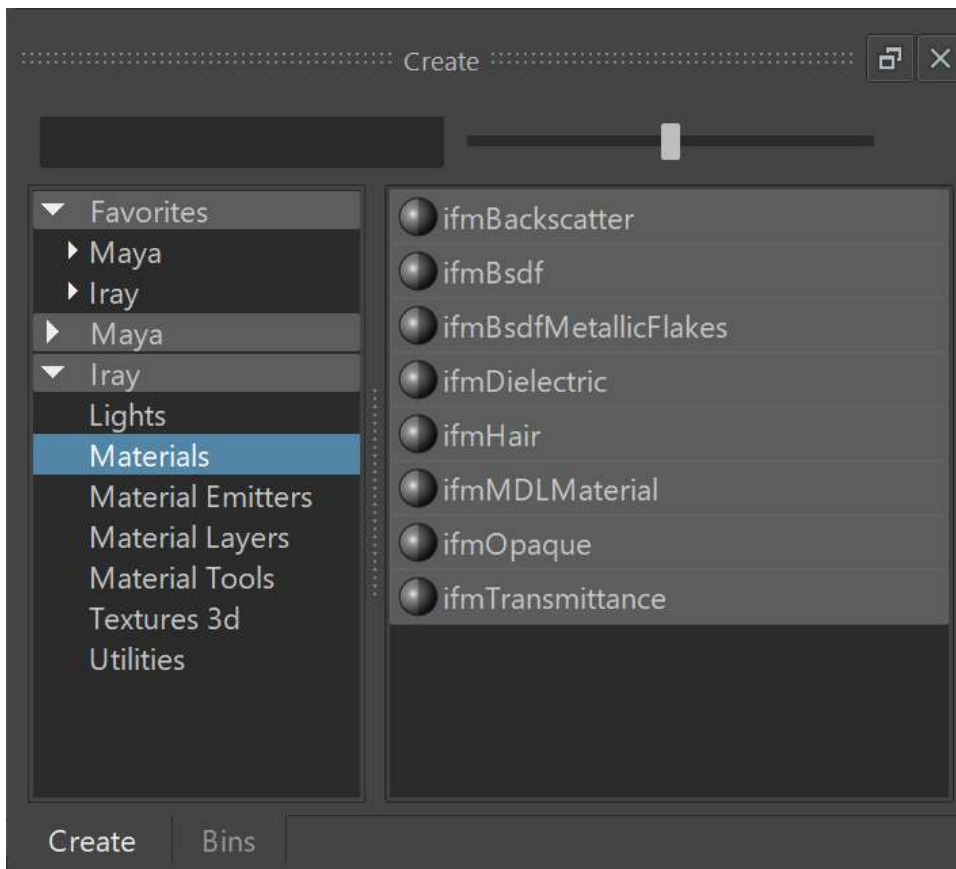 Create
Favorites
Maya
Iray
Maya
Iray
Lights
Materials
Material Emitters
Material Layers
Material Tools
Textures 3d
Utilities
ifmBackscatter
ifmBsdf
ifmBsdfMetallicFlakes
ifmDielectric
ifmHair
ifmMDLMaterial
ifmOpaque
ifmTransmittance
Create
Bins